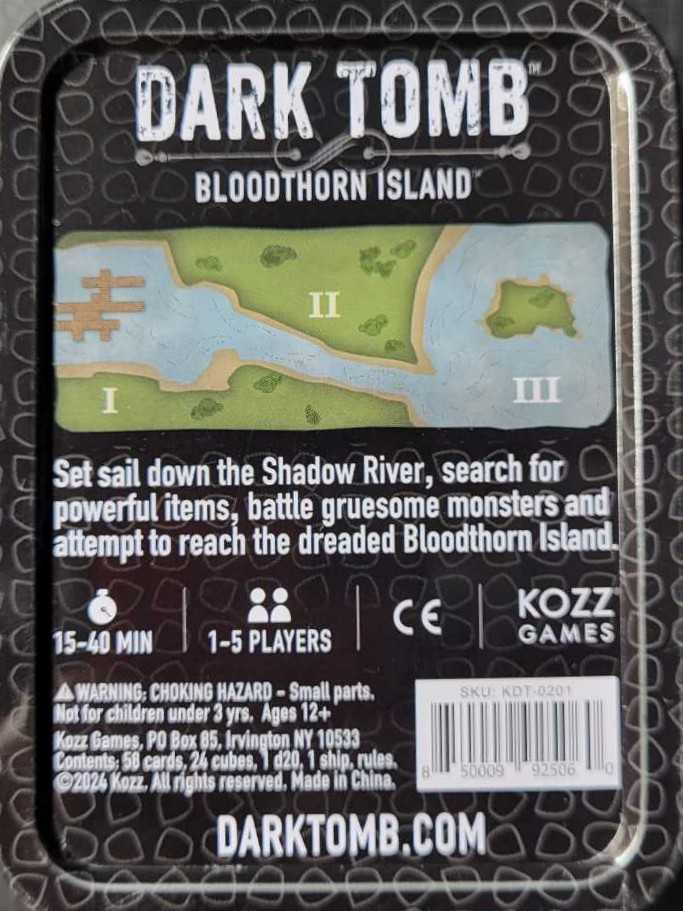 DARK TOMB™
BLOODTHORN ISLAND™
II
I
III
Set sail down the Shadow River, search for
powerful items, battle gruesome monsters and
attempt to reach the dreaded Bloodthorn Island.
15-40 MIN
1-5 PLAYERS
CE
KOZZ
GAMES
WARNING: CHOKING HAZARD - Small parts.
Not for children under 3 yrs. Ages 12+
Kozz Games, PO Box 85, Irvington NY 10533
Contents: 58 cards, 24 cubes, 1 d20, 1 ship, rules.
©2024 Kozz. All rights reserved. Made in China.
SKU: KDT-0201
8 50009 92506 0
DARKTOMB.COM